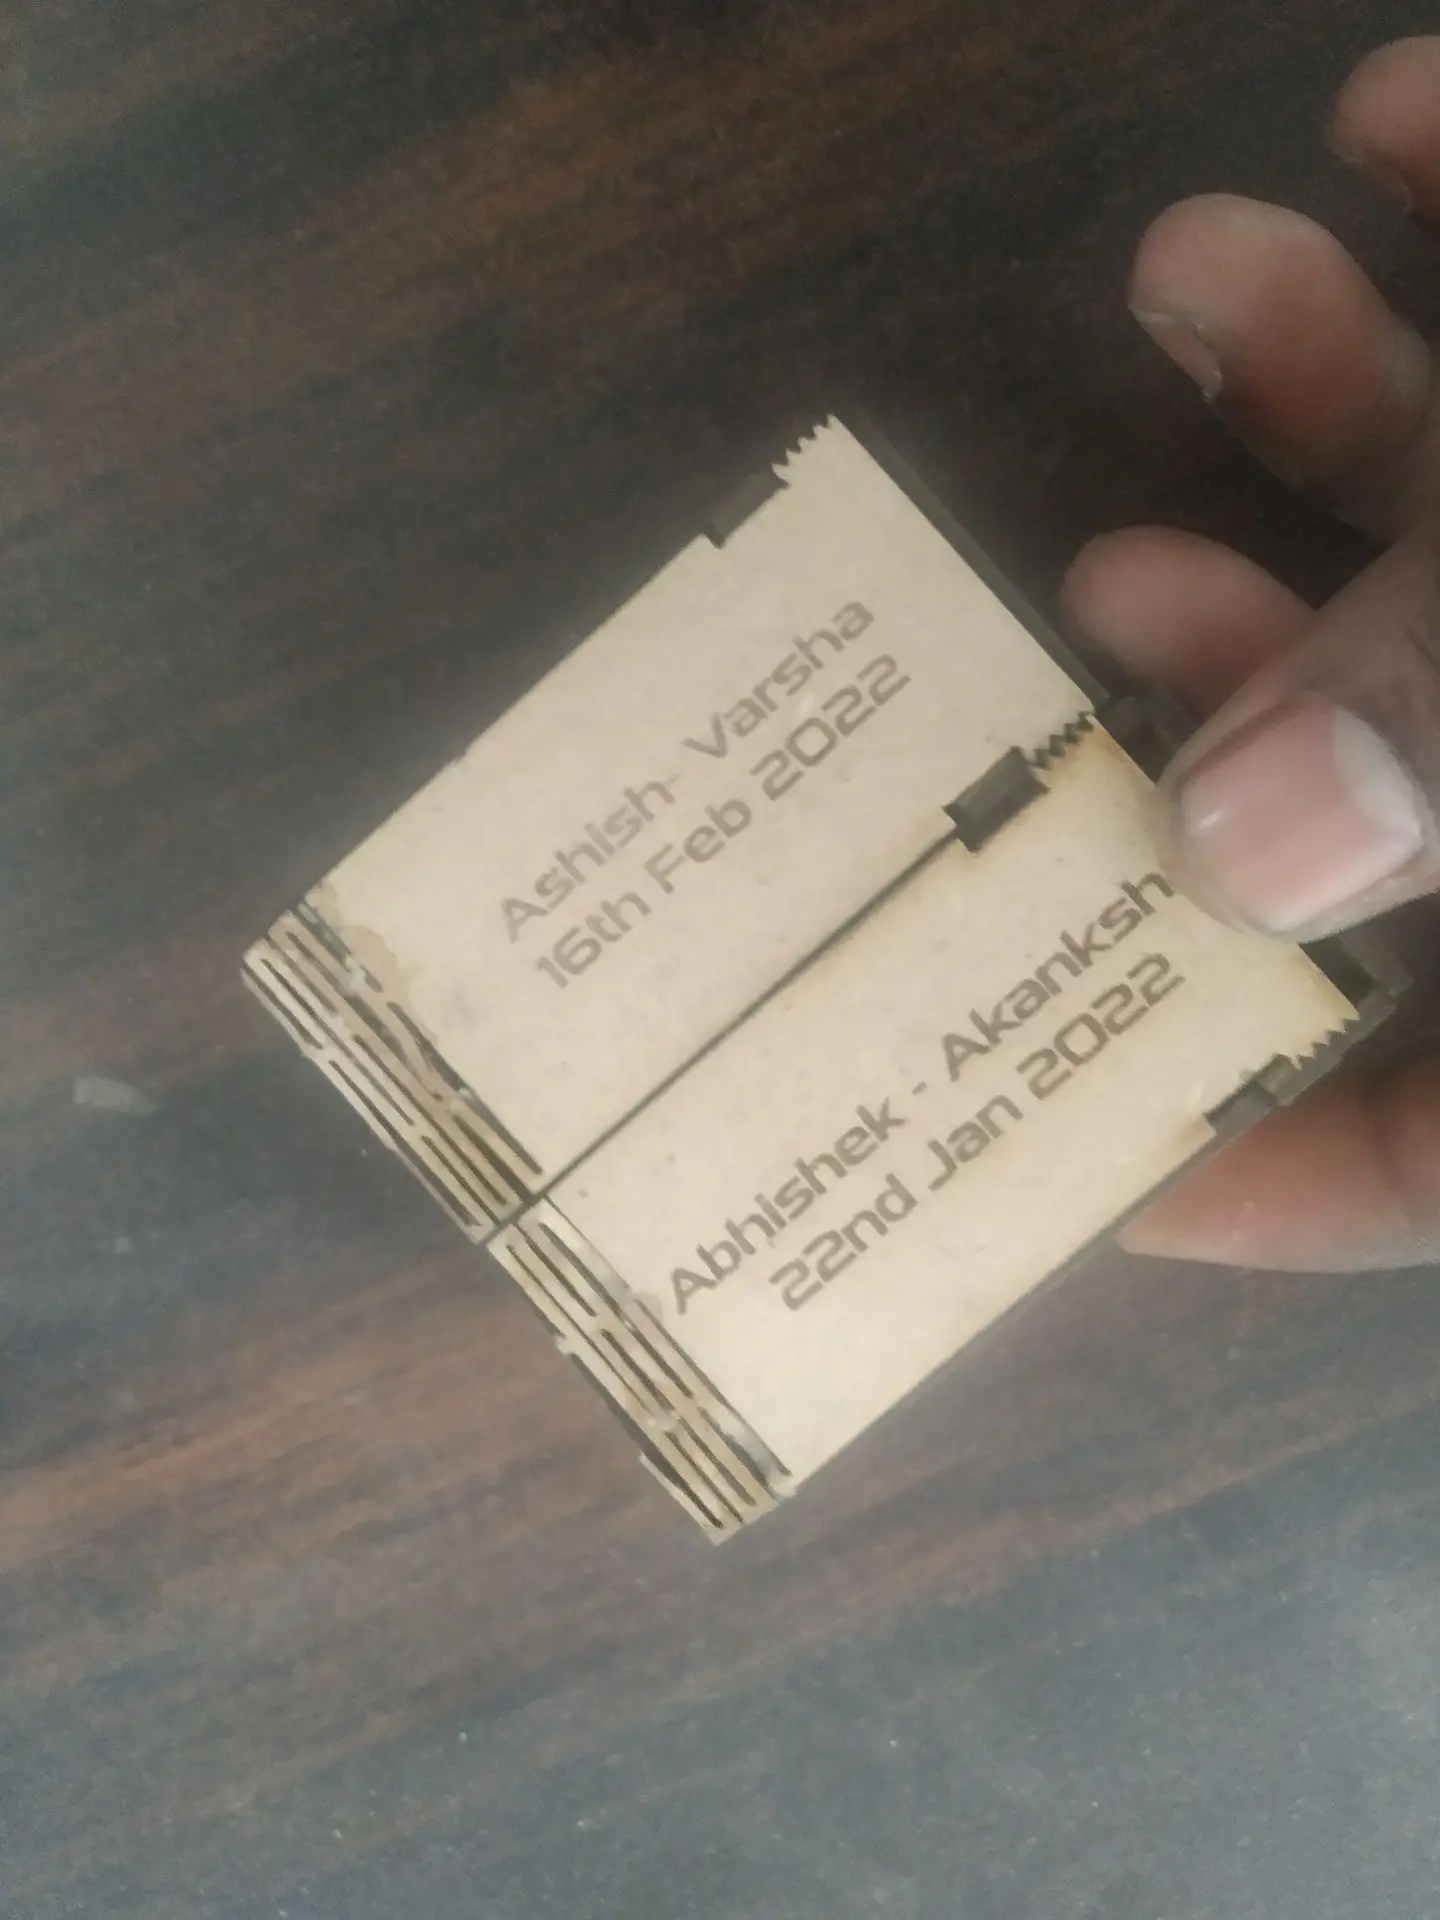 Ashish- Varsha
16th Feb 2022
Abhishek - Akanksh
22nd Jan 2022